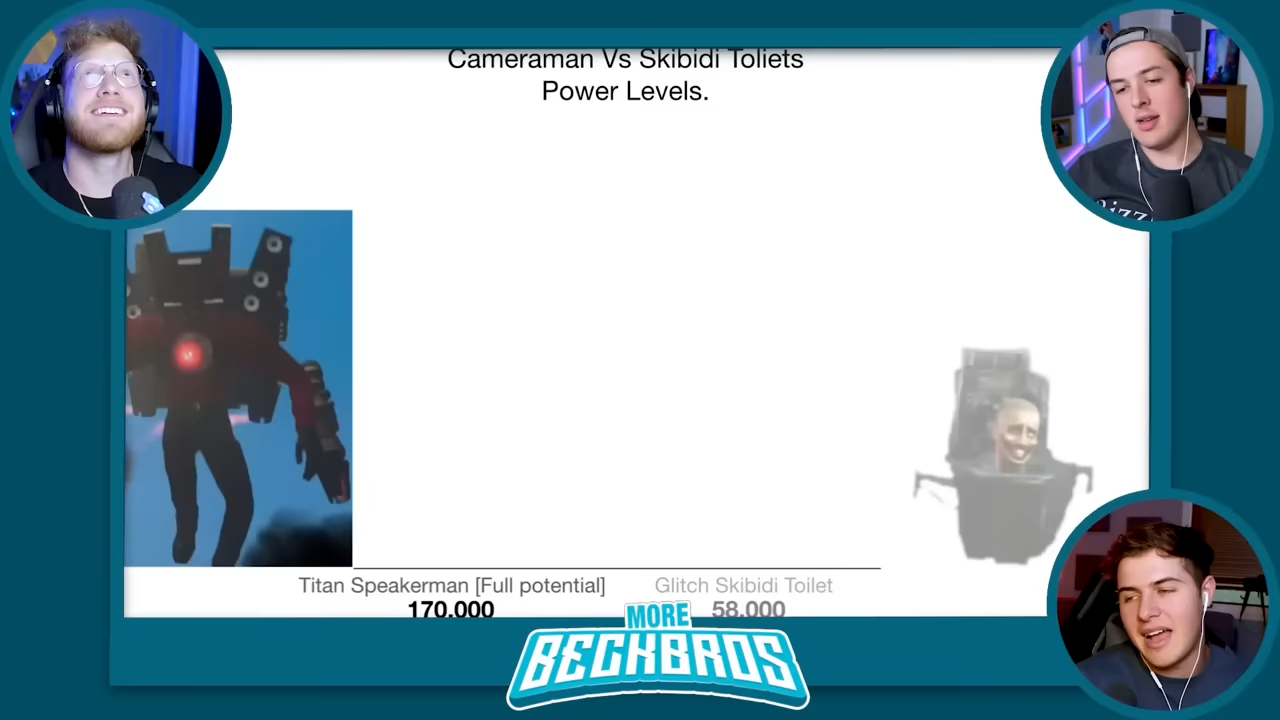 Cameraman Vs Skibidi Toliets
Power Levels.
Titan Speakerman [Full potential]
170,000
Glitch Skibidi Toilet
58,000
MORE
BECKBROS